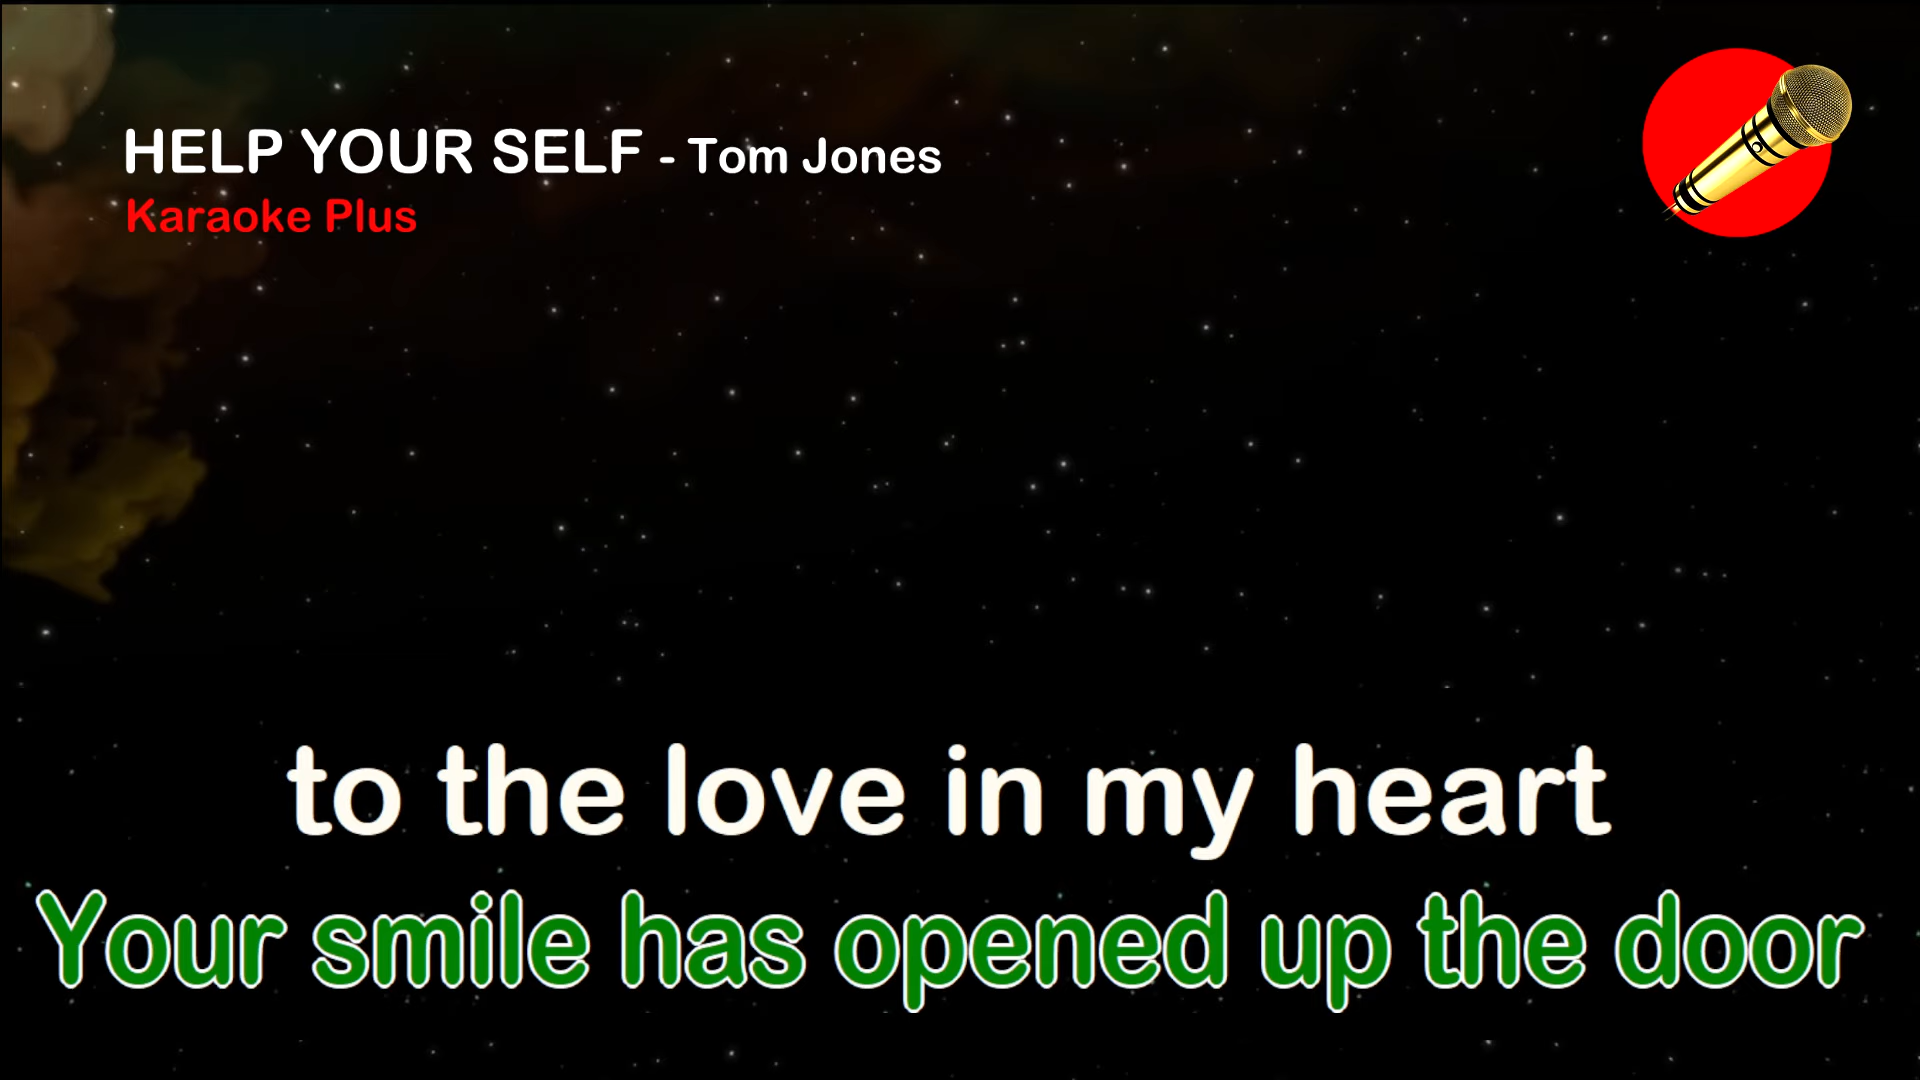 HELP YOUR SELF - Tom Jones
Karaoke Plus
to the love in my heart
Your smile has opened up the door